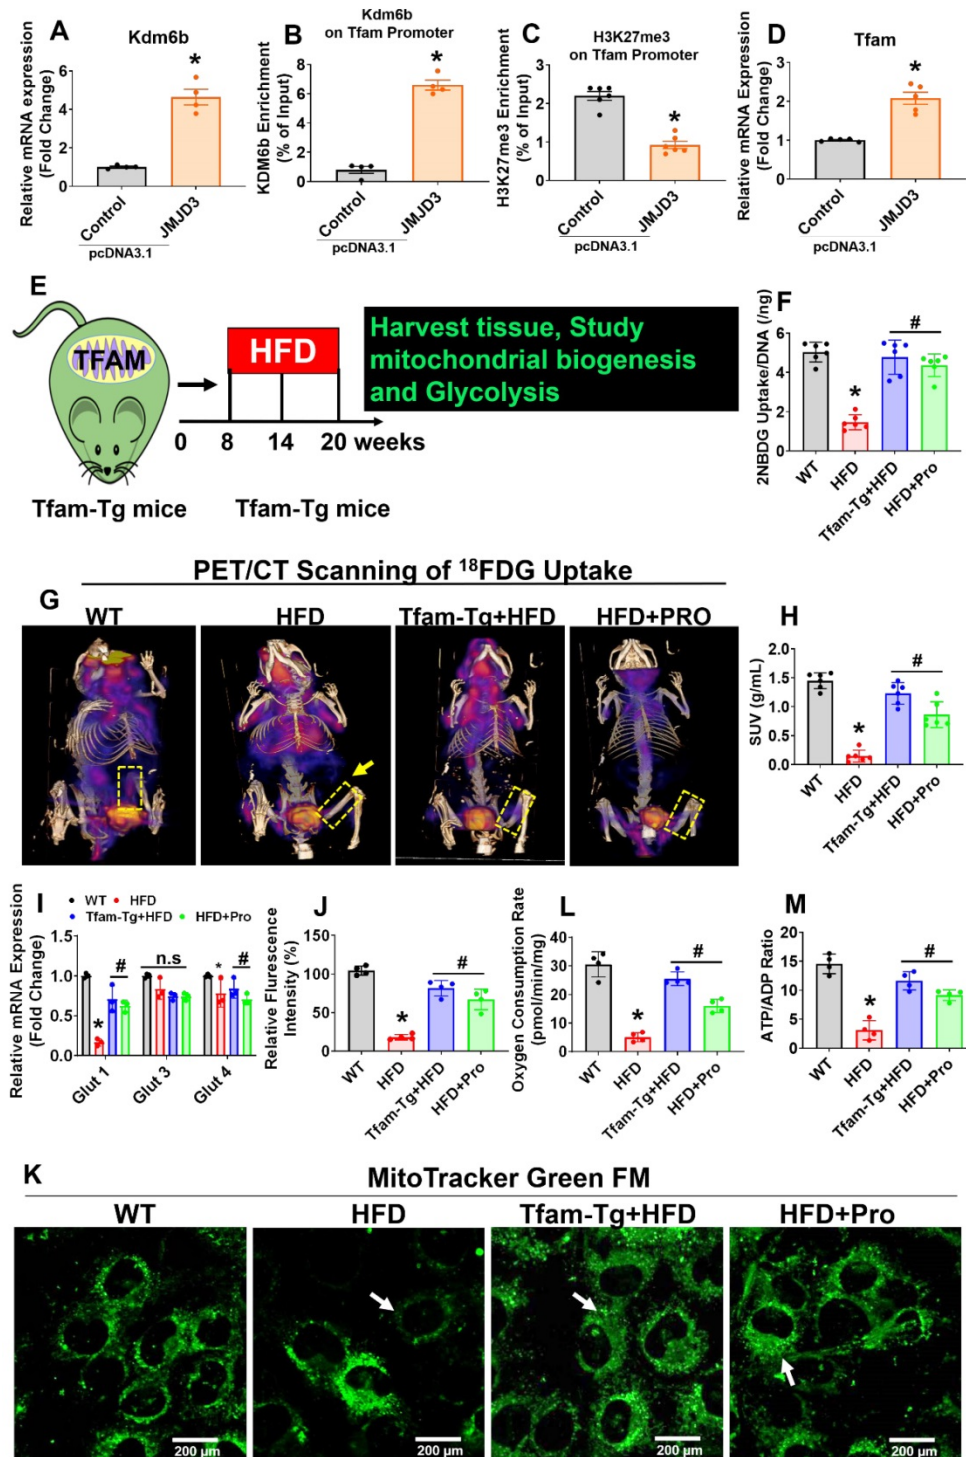 A
Kdm6b
Relative mRNA expression
(Fold Change)
6
4
2
0
*
Control
JMJD3
pcDNA3.1
B
Kdm6b
on Tfam Promoter
KDM6b Enrichment
(% of Input)
8
6
4
2
0
*
Control
JMJD3
pcDNA3.1
C
H3K27me3
on Tfam Promoter
H3K27me3 Enrichment
(% of Input)
3
2
1
0
*
Control
JMJD3
pcDNA3.1
D
Tfam
Relative mRNA Expression
(Fold Change)
3
2
1
0
*
Control
JMJD3
pcDNA3.1
E
TFAM
HFD
0 8 14 20 weeks
Tfam-Tg mice
Tfam-Tg mice
Harvest tissue, Study
mitochondrial biogenesis
and Glycolysis
F
2NBDG Uptake/DNA (/ng)
6
4
2
0
*
#
WT
HFD
Tfam-Tg+HFD
HFD+Pro
PET/CT Scanning of ¹⁸FDG Uptake
G
WT
HFD
Tfam-Tg+HFD
HFD+PRO
H
SUV (g/mL)
2.0
1.5
1.0
0.5
0.0
*
#
WT
HFD
Tfam-Tg+HFD
HFD+Pro
I
WT HFD
Tfam-Tg+HFD HFD+Pro
Relative mRNA Expression
(Fold Change)
1.5
1.0
0.5
0.0
*
#
n.s
*
#
Glut 1
Glut 3
Glut 4
J
Relative Flurescence
Intensity (%)
150
100
50
0
*
#
WT
HFD
Tfam-Tg+HFD
HFD+Pro
L
Oxygen Consumption Rate
(pmol/min/mg)
40
30
20
10
0
*
#
WT
HFD
Tfam-Tg+HFD
HFD+Pro
M
ATP/ADP Ratio
20
15
10
5
0
*
#
WT
HFD
Tfam-Tg+HFD
HFD+Pro
K
MitoTracker Green FM
WT
HFD
Tfam-Tg+HFD
HFD+Pro
200 µm
200 µm
200 µm
200 µm